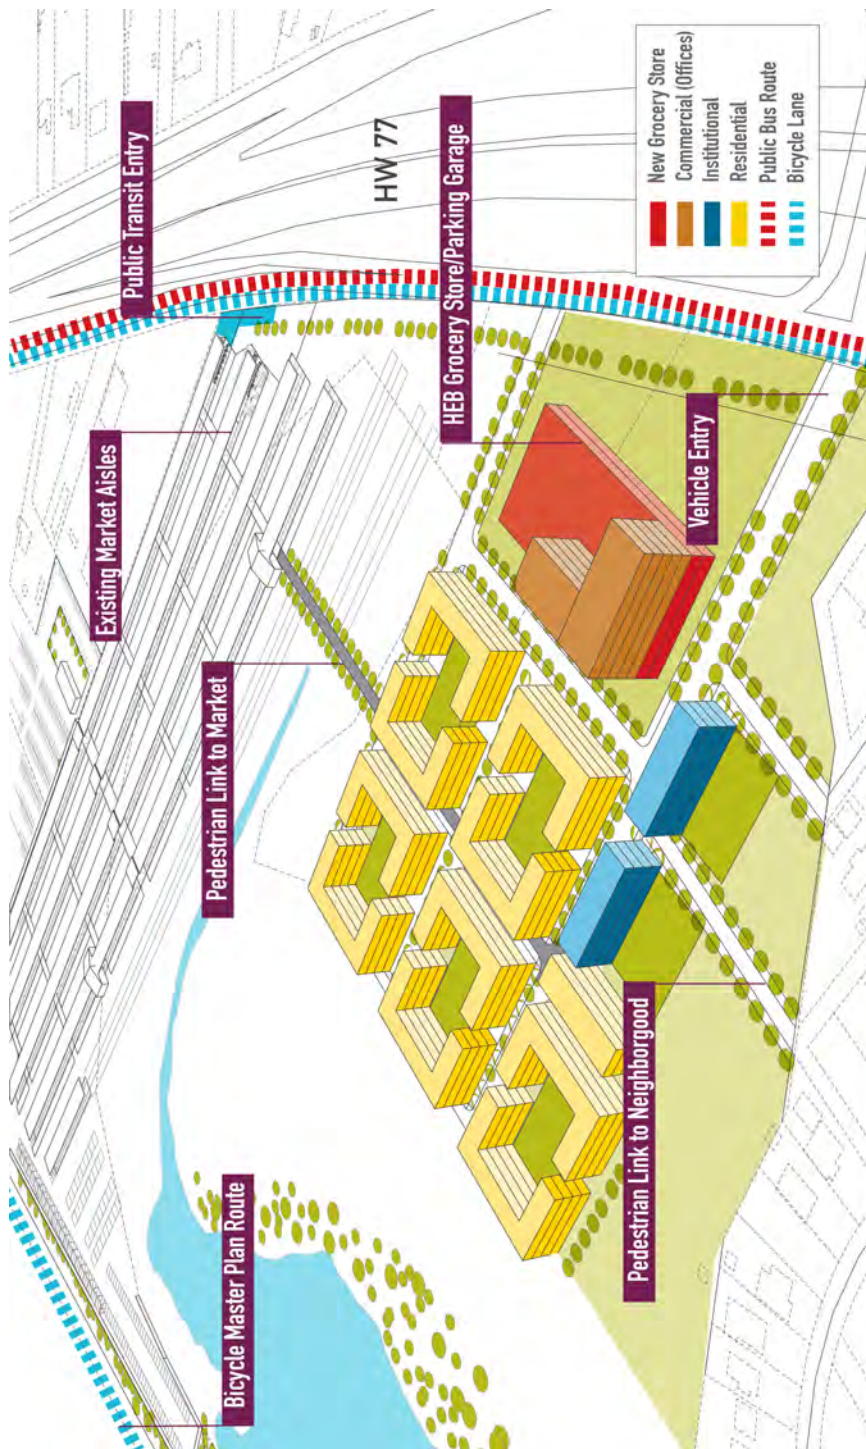 Bicycle Master Plan Route
Pedestrian Link to Market
Existing Market Aisles
Public Transit Entry
HW 77
HEB Grocery Store/Parking Garage
Vehicle Entry
Pedestrian Link to Neighborgood
New Grocery Store
Commercial (Offices)
Institutional
Residential
Public Bus Route
Bicycle Lane